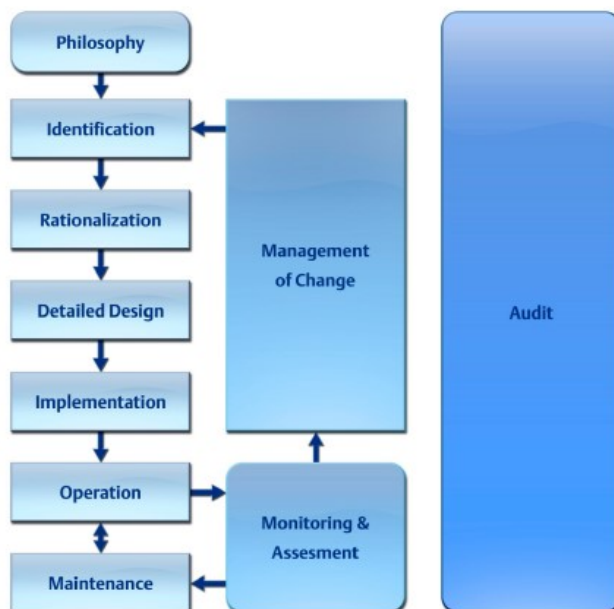 Philosophy
Identification
Rationalization
Detailed Design
Implementation
Operation
Maintenance
Management
of Change
Monitoring &
Assesment
Audit